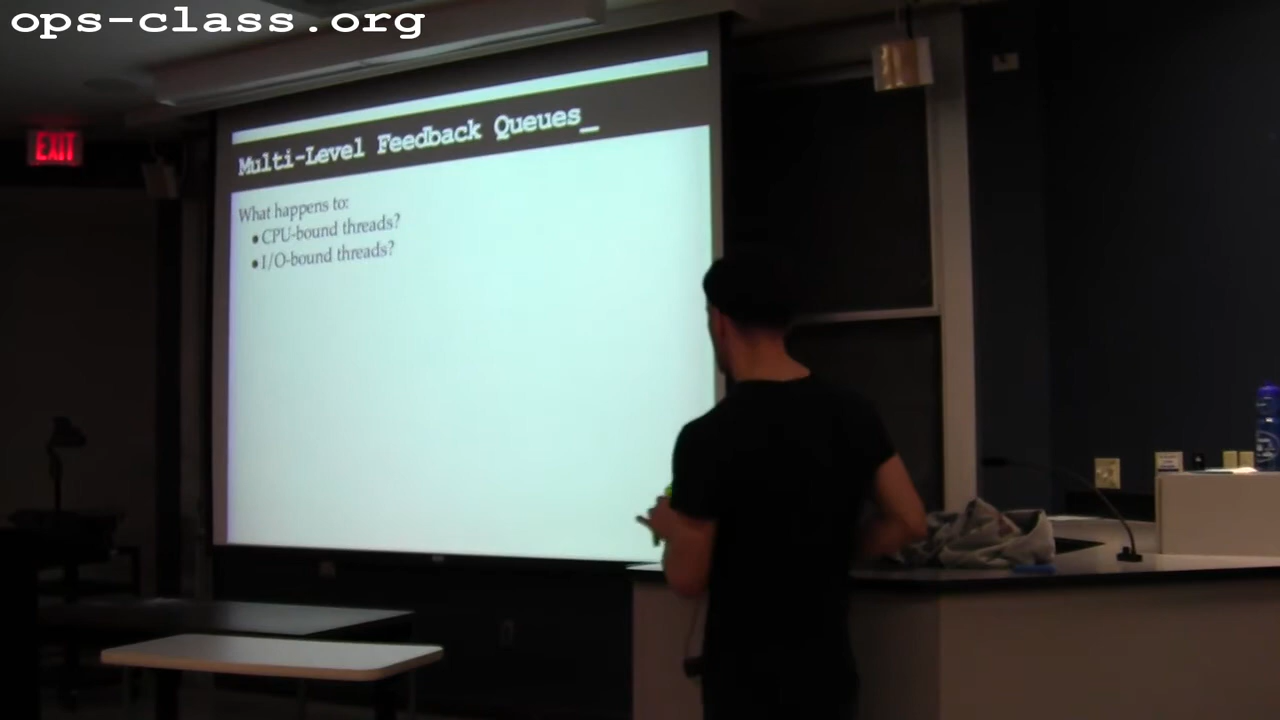 ops-class.org
EXIT
Multi-Level Feedback Queues_
What happens to:
• CPU-bound threads?
• I/O-bound threads?